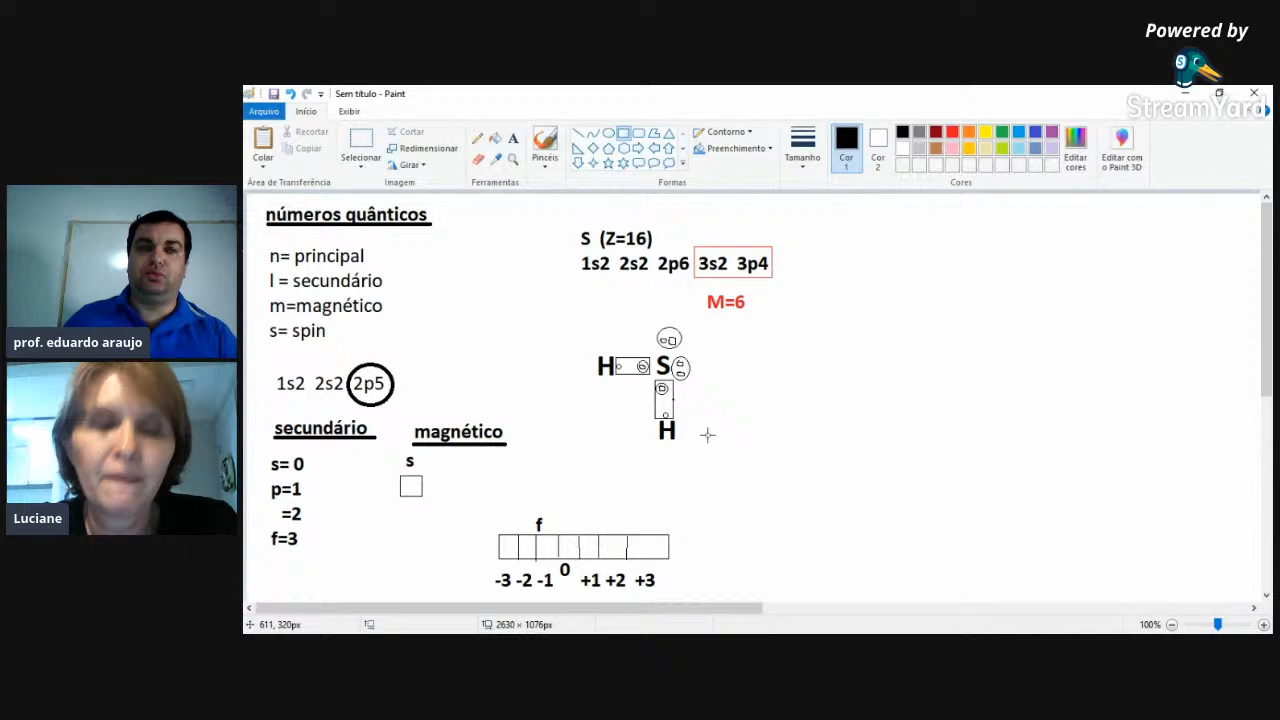 Powered by
StreamYard
Sem título - Paint
Arquivo
Início
Exibir
Colar
Recortar
Copiar
Área de Transferência
Selecionar
Cortar
Redimensionar
Girar
Imagem
Ferramentas
Pincéis
Formas
Contorno
Preenchimento
Tamanho
Cor 1
Cor 2
Editar cores
Editar com o Paint 3D
Cores
números quânticos
n= principal
l = secundário
m=magnético
s= spin
1s2 2s2 2p5
secundário
s= 0
p=1
=2
f=3
magnético
s
f
-3 -2 -1 0 +1 +2 +3
S (Z=16)
1s2 2s2 2p6 3s2 3p4
M=6
H S
H
prof. eduardo araujo
Luciane
611, 320px
2630 × 1076px
100%